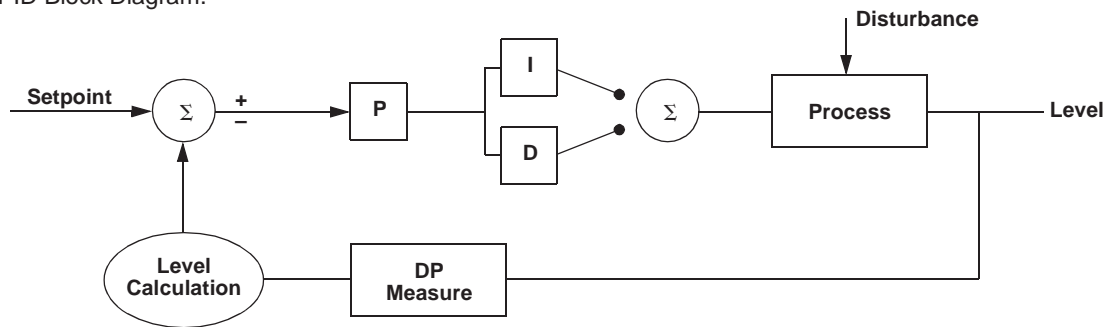 PID Block Diagram:
Disturbance
Setpoint
Σ
+
−
P
I
D
Σ
Process
Level
Level
Calculation
DP
Measure